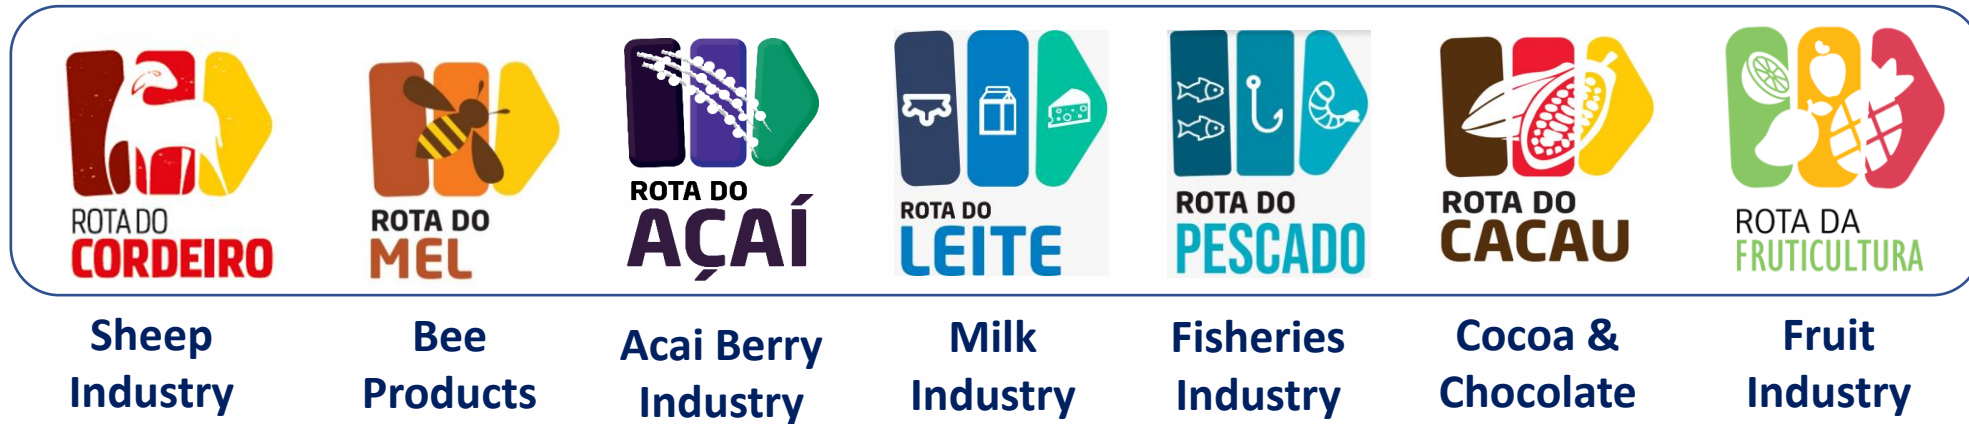 ROTA DO
CORDEIRO
ROTA DO
MEL
ROTA DO
AÇAÍ
ROTA DO
LEITE
ROTA DO
PESCADO
ROTA DO
CACAU
ROTA DA
FRUTICULTURA
Sheep
Industry
Bee
Products
Acai Berry
Industry
Milk
Industry
Fisheries
Industry
Cocoa &
Chocolate
Fruit
Industry